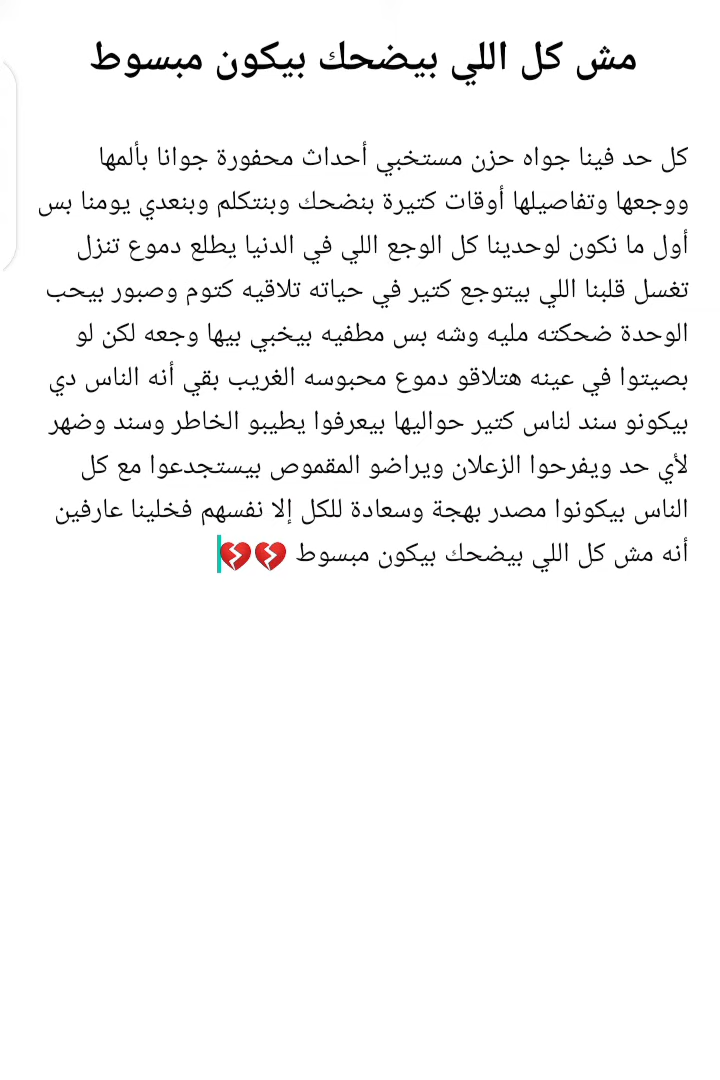 مش كل اللي بيضحك بيكون مبسوط
كل حد فينا جواه حزن مستخبي أحداث محفورة جوانا بألمها
ووجعها وتفاصيلها أوقات كتيرة بنضحك وبنتكلم وبنعدي يومنا بس
أول ما نكون لوحدينا كل الوجع اللي في الدنيا يطلع دموع تنزل
تغسل قلبنا اللي بيتوجع كتير في حياته تلاقيه كتوم وصبور بيحب
الوحدة ضحكته مليه وشه بس مطفيه بيخبي بيها وجعه لكن لو
بصيتوا في عينه هتلاقو دموع محبوسه الغريب بقي أنه الناس دي
بيكونو سند لناس كتير حواليها بيعرفوا يطيبو الخاطر وسند وضهر
لأي حد ويفرحوا الزعلان ويراضو المقموص بيستجدعوا مع كل
الناس بيكونوا مصدر بهجة وسعادة للكل إلا نفسهم فخلينا عارفين
أنه مش كل اللي بيضحك بيكون مبسوط 💔💔